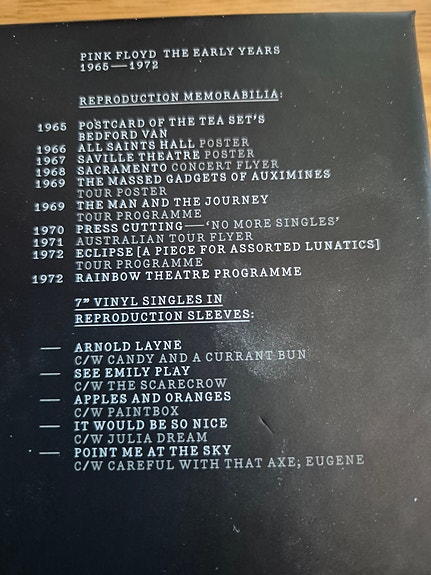 PINK FLOYD THE EARLY YEARS
1965—1972
REPRODUCTION MEMORABILIA:
1965 POSTCARD OF THE TEA SET'S
BEDFORD VAN
1966 ALL SAINTS HALL POSTER
1967 SAVILLE THEATRE POSTER
1968 SACRAMENTO CONCERT FLYER
1969 THE MASSED GADGETS OF AUXIMINES
TOUR POSTER
1969 THE MAN AND THE JOURNEY
TOUR PROGRAMME
1970 PRESS CUTTING—'NO MORE SINGLES'
1971 AUSTRALIAN TOUR FLYER
1972 ECLIPSE [A PIECE FOR ASSORTED LUNATICS]
TOUR PROGRAMME
1972 RAINBOW THEATRE PROGRAMME
7” VINYL SINGLES IN
REPRODUCTION SLEEVES:
— ARNOLD LAYNE
C/W CANDY AND A CURRANT BUN
— SEE EMILY PLAY
C/W THE SCARECROW
— APPLES AND ORANGES
C/W PAINTBOX
— IT WOULD BE SO NICE
C/W JULIA DREAM
— POINT ME AT THE SKY
C/W CAREFUL WITH THAT AXE; EUGENE